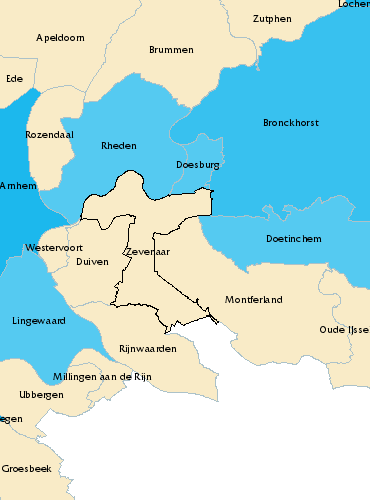 Lochem
Zutphen
Apeldoorn
Brummen
Ede
Bronckhorst
Rozendaal
Rheden
Doesburg
Arnhem
Doetinchem
Westervoort
Zevenaar
Duiven
Montferland
Lingewaard
Oude IJsse
Rijnwaarden
Millingen aan de Rijn
Ubbergen
egen
Groesbeek